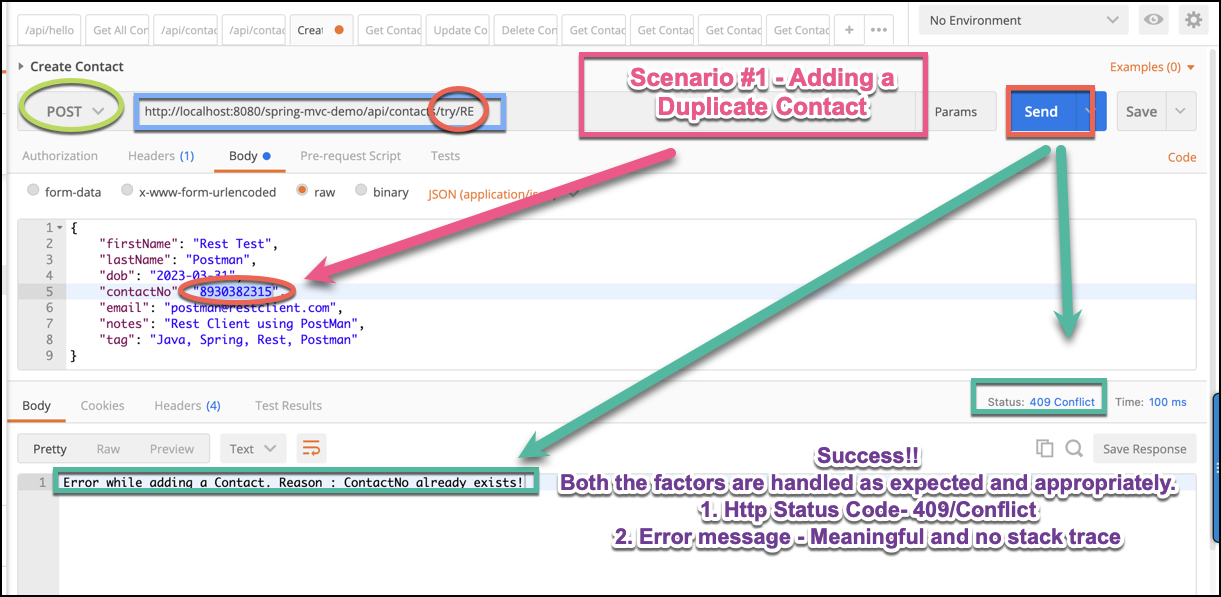 /api/hello Get All Con /api/contac /api/contac Creat Get Contac Update Co Delete Con Get Contac Get Contac Get Contac Get Contac + ••• No Environment
Create Contact Examples (0)
Scenario #1 - Adding a
Duplicate Contact
POST http://localhost:8080/spring-mvc-demo/api/contacts/try/RE Params Send Save
Authorization Headers (1) Body Pre-request Script Tests Code
form-data x-www-form-urlencoded raw binary JSON (application/js
1 {
2 "firstName": "Rest Test",
3 "lastName": "Postman",
4 "dob": "2023-03-31",
5 "contactNo": "8930382315",
6 "email": "postman@restclient.com",
7 "notes": "Rest Client using PostMan",
8 "tag": "Java, Spring, Rest, Postman"
9 }
Body Cookies Headers (4) Test Results Status: 409 Conflict Time: 100 ms
Pretty Raw Preview Text Save Response
1 Error while adding a Contact. Reason : ContactNo already exists!
Success!!
Both the factors are handled as expected and appropriately.
1. Http Status Code- 409/Conflict
2. Error message - Meaningful and no stack trace